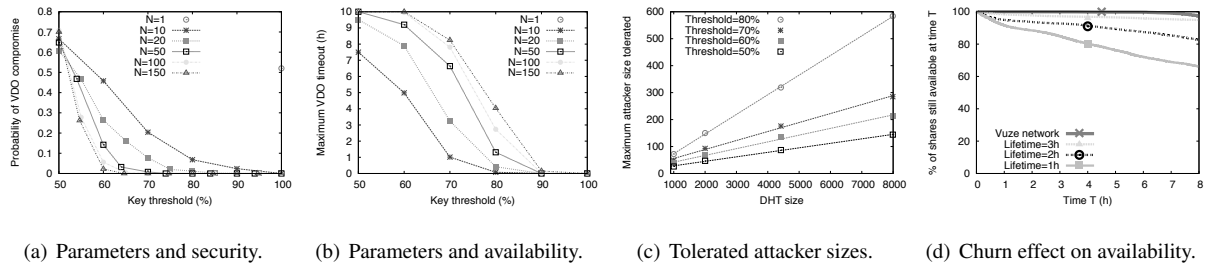 Probability of VDO compromise
0.8
0.7
0.6
0.5
0.4
0.3
0.2
0.1
0
50 60 70 80 90 100
Key threshold (%)
N=1
N=10
N=20
N=50
N=100
N=150
(a) Parameters and security.
Maximum VDO timeout (h)
10
9
8
7
6
5
4
3
2
1
0
50 60 70 80 90 100
Key threshold (%)
N=10
N=20
N=50
N=100
N=150
(b) Parameters and availability.
Maximum attacker size tolerated
600
500
400
300
200
100
0
1000 2000 3000 4000 5000 6000 7000 8000
DHT size
Threshold=80%
Threshold=70%
Threshold=60%
Threshold=50%
(c) Tolerated attacker sizes.
% of shares still available at time T
100
80
60
40
20
0
0 2 4 6 8
Time T (h)
Vuze network
Lifetime=3h
Lifetime=2h
Lifetime=1h
(d) Churn effect on availability.